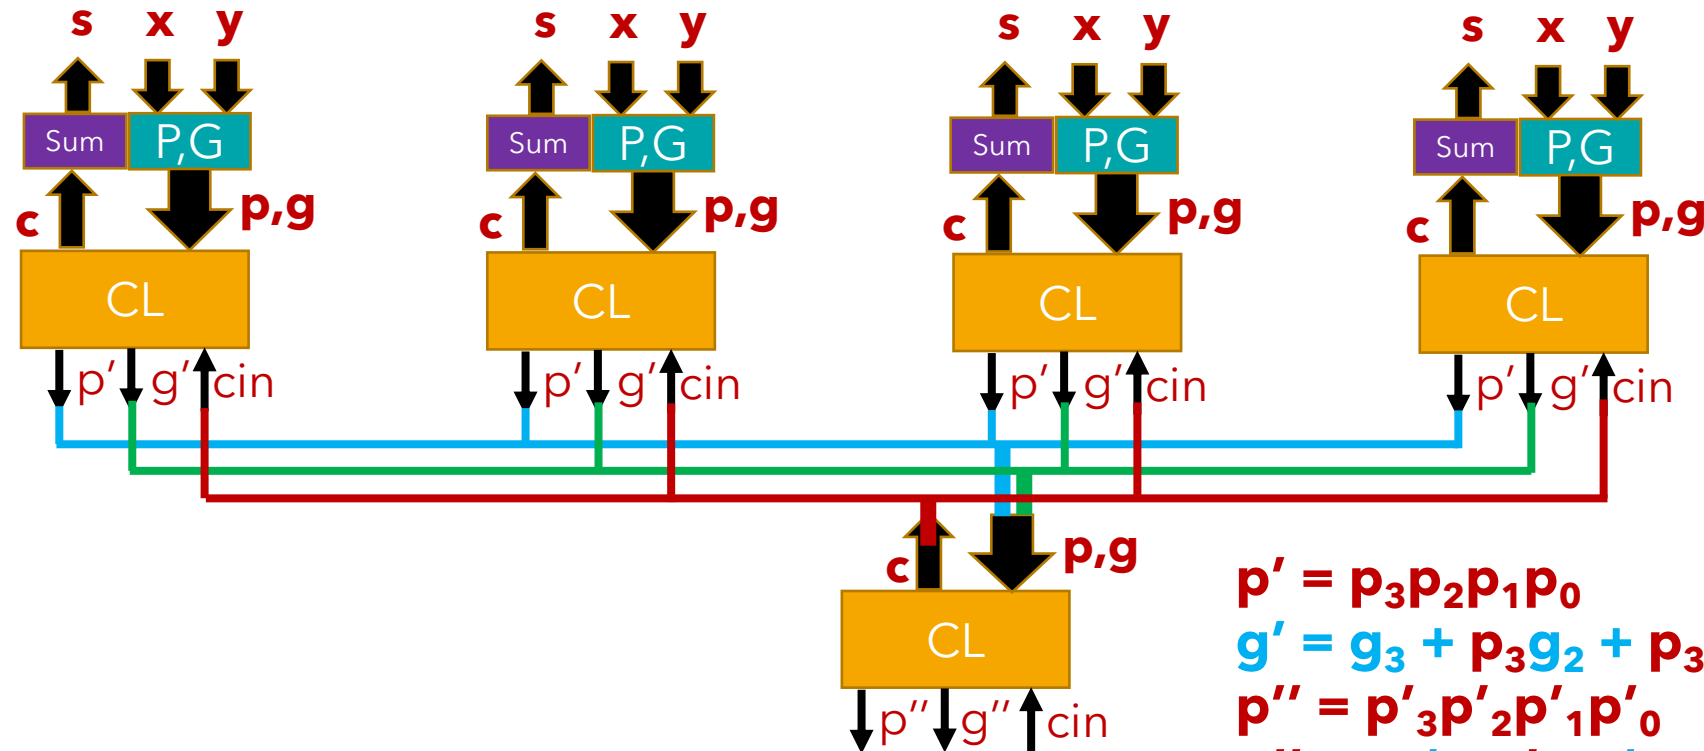 s x y s x y s x y s x y
Sum P,G Sum P,G Sum P,G Sum P,G
c p,g c p,g c p,g c p,g
CL CL CL CL
p′ g′ cin p′ g′ cin p′ g′ cin p′ g′ cin
c p,g
CL
p′′ g′′ cin
p′ = p₃p₂p₁p₀
g′ = g₃ + p₃g₂ + p₃
p′′ = p′₃p′₂p′₁p′₀